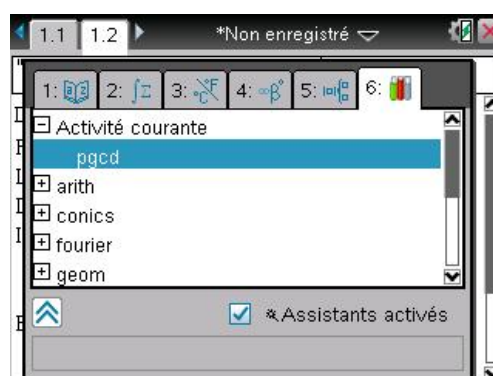 1.1 1.2 *Non enregistré
1: 2: ∫Σ 3: °C°F 4: ∞β° 5: 6:
Activité courante
pgcd
arith
conics
fourier
geom
Assistants activés